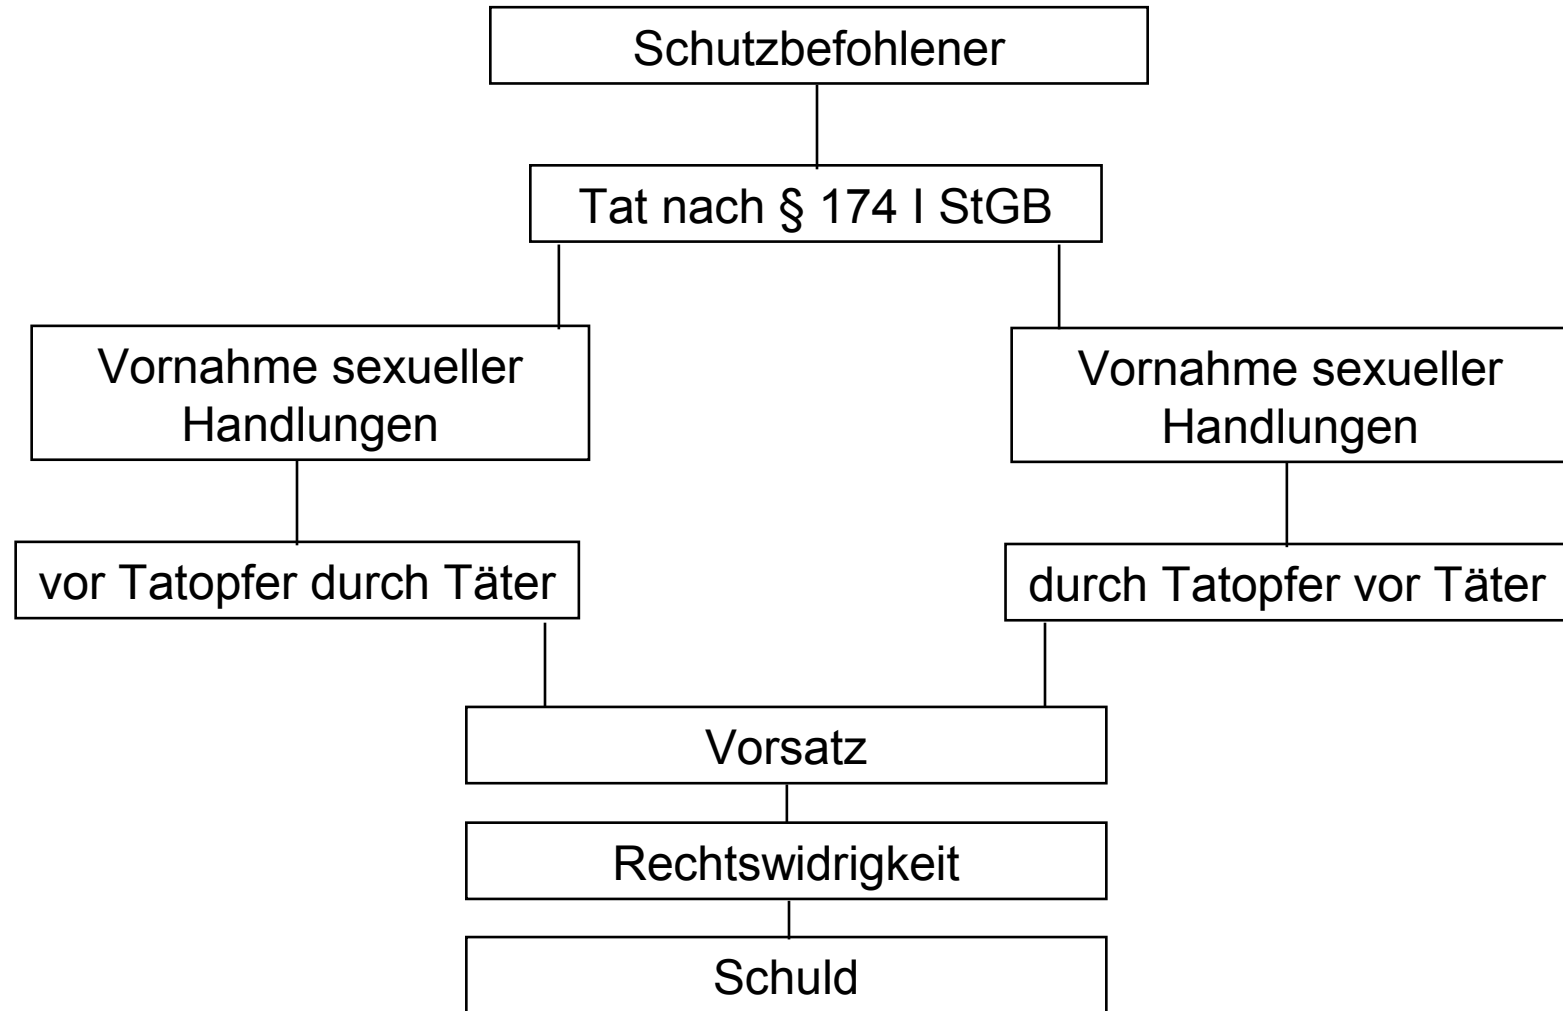 Schutzbefohlener
Tat nach § 174 I StGB
Vornahme sexueller
Handlungen
Vornahme sexueller
Handlungen
vor Tatopfer durch Täter
durch Tatopfer vor Täter
Vorsatz
Rechtswidrigkeit
Schuld